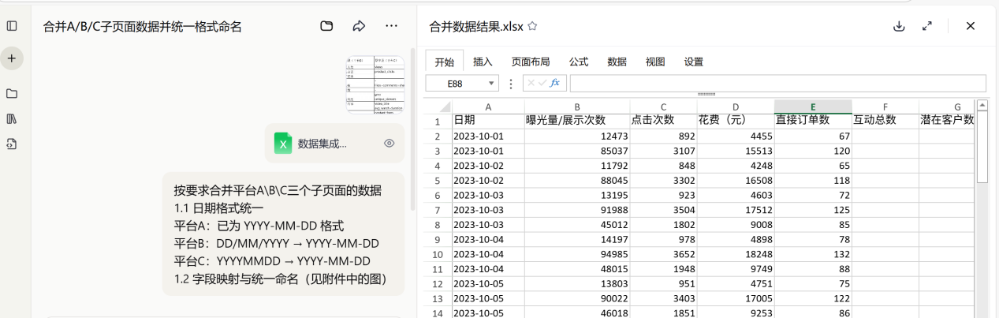 合并A/B/C子页面数据并统一格式命名
数据集成...
按要求合并平台A\B\C三个子页面的数据
1.1 日期格式统一
平台A：已为 YYYY-MM-DD 格式
平台B：DD/MM/YYYY → YYYY-MM-DD
平台C：YYYYMMDD → YYYY-MM-DD
1.2 字段映射与统一命名（见附件中的图）
合并数据结果.xlsx
开始 插入 页面布局 公式 数据 视图 设置
E88 fx
A B C D E F G
1 日期 曝光量/展示次数 点击次数 花费（元） 直接订单数 互动总数 潜在客户数
2 2023-10-01 12473 892 4455 67
3 2023-10-01 85037 3107 15513 120
4 2023-10-02 11792 848 4248 65
5 2023-10-02 88045 3302 16508 118
6 2023-10-03 13195 923 4603 72
7 2023-10-03 91988 3504 17512 125
8 2023-10-03 45012 1802 9008 85
9 2023-10-04 14197 978 4898 78
10 2023-10-04 94985 3652 18248 132
11 2023-10-04 48015 1948 9749 88
12 2023-10-05 13803 951 4751 75
13 2023-10-05 90022 3403 17005 122
14 2023-10-05 46018 1851 9253 86